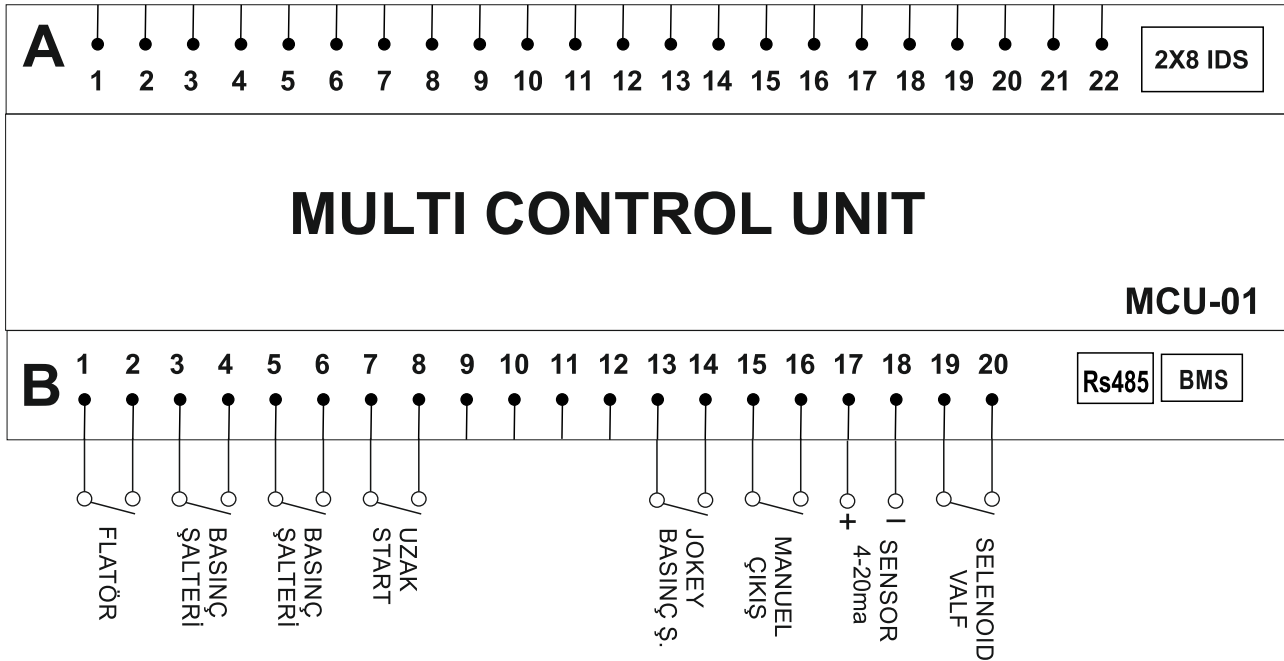 A
1 2 3 4 5 6 7 8 9 10 11 12 13 14 15 16 17 18 19 20 21 22
2X8 IDS
MULTI CONTROL UNIT
MCU-01
B
1 2 3 4 5 6 7 8 9 10 11 12 13 14 15 16 17 18 19 20
Rs485
BMS
FLATÖR
BASINÇ
ŞALTERİ
BASINÇ
ŞALTERİ
UZAK
START
JOKEY
BASINÇ Ş.
MANUEL
ÇIKIŞ
- SENSOR
+ 4-20ma
SELENOID
VALF